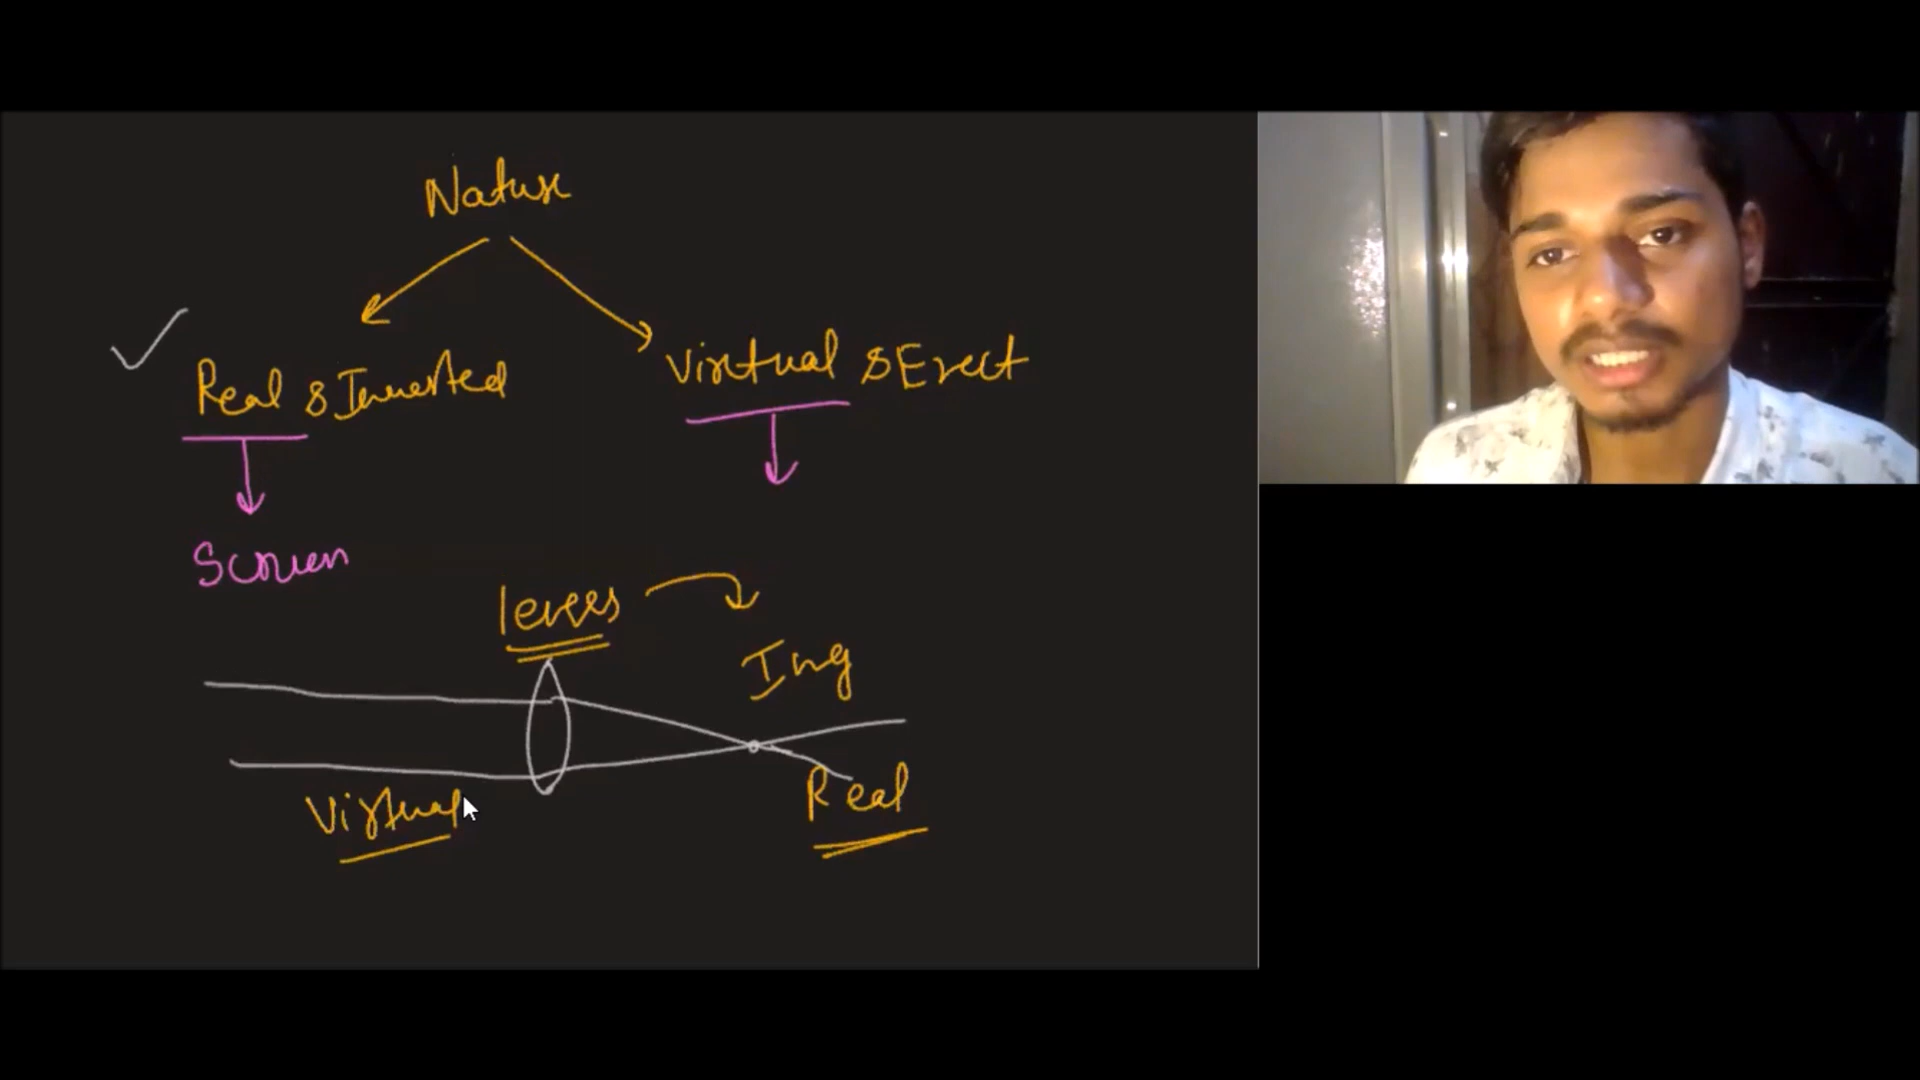 Nature
Real & Inverted
Virtual & Erect
Screen
lenses
Img
Virtual
Real